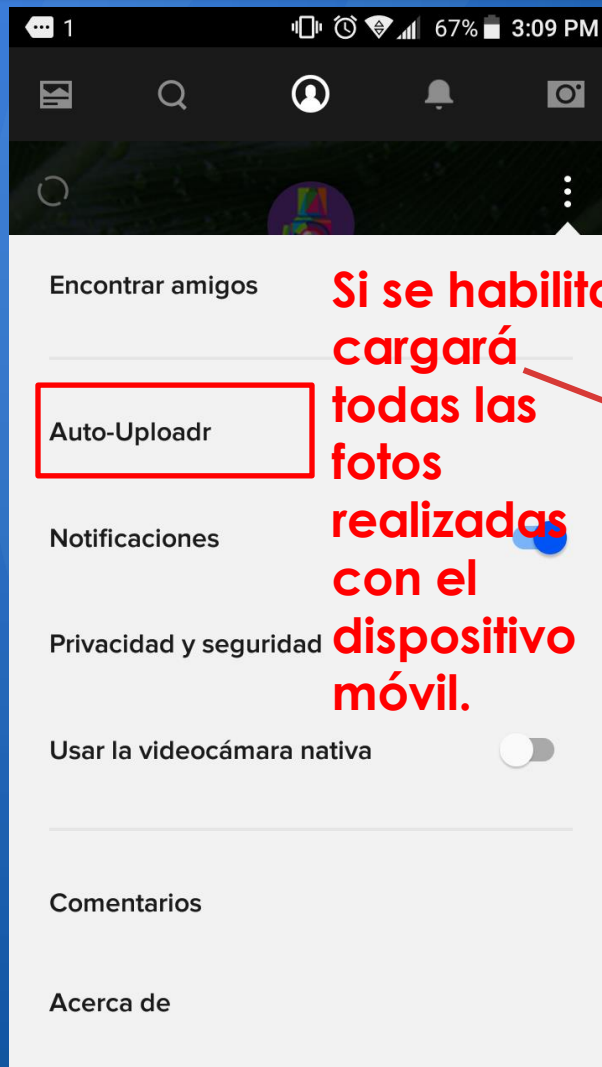 1 67% 3:09 PM
Encontrar amigos
Auto-Uploadr
Notificaciones
Privacidad y seguridad
Usar la videocámara nativa
Comentarios
Acerca de
Si se habilita
cargará
todas las
fotos
realizadas
con el
dispositivo
móvil.